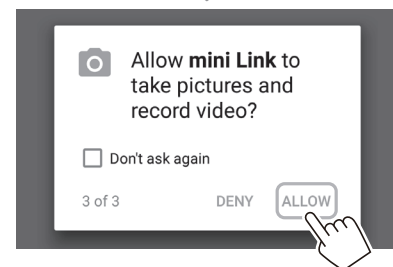 Allow mini Link to
take pictures and
record video?
Don't ask again
3 of 3 DENY ALLOW